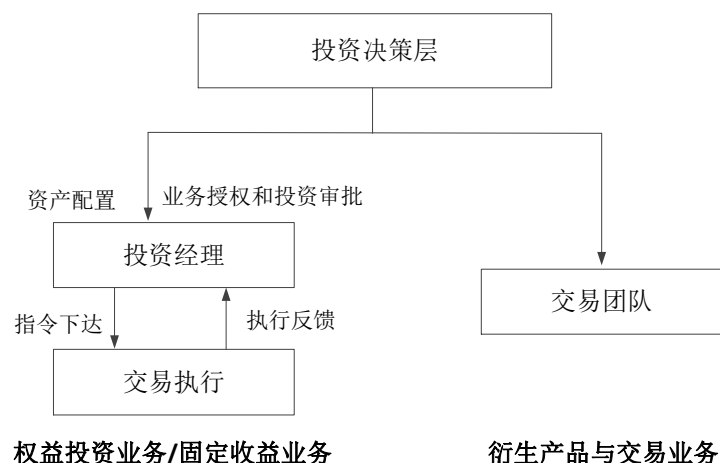 投资决策层
资产配置
业务授权和投资审批
投资经理
交易团队
指令下达
执行反馈
交易执行
权益投资业务/固定收益业务
衍生产品与交易业务